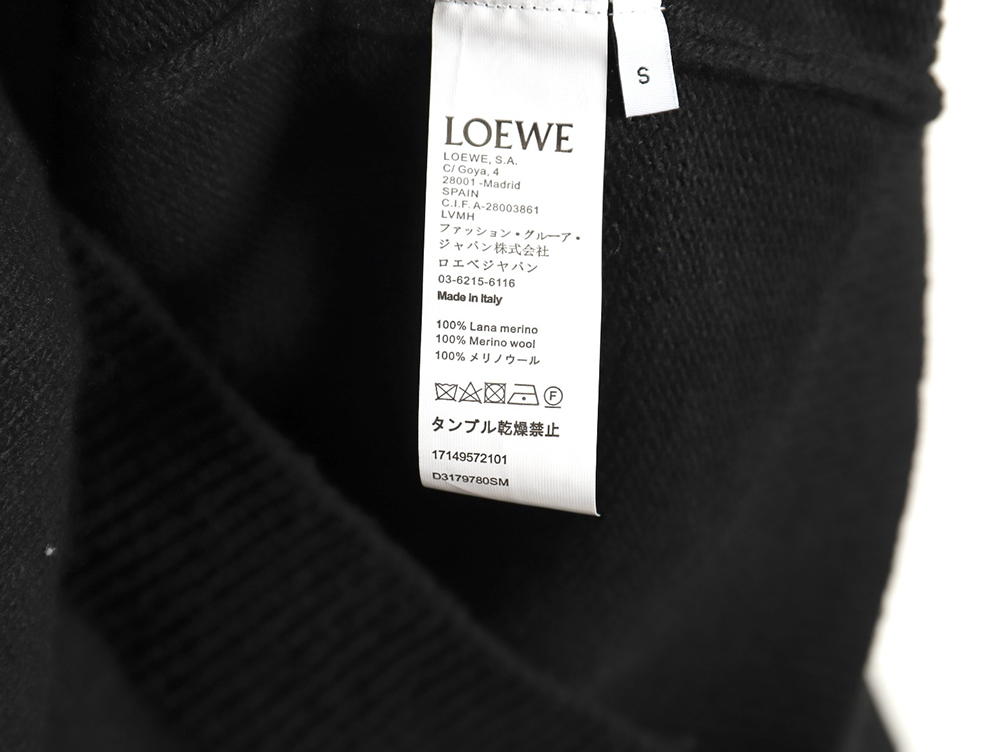 S
LOEWE
LOEWE, S.A.
C/ Goya, 4
28001 -Madrid
SPAIN
C.I.F. A-28003861
LVMH
ファッション・グルーア・
ジャパン株式会社
ロエベジャパン
03-6215-6116
Made in Italy
100% Lana merino
100% Merino wool
100% メリノウール
F
タンブル乾燥禁止
17149572101
D3179780SM